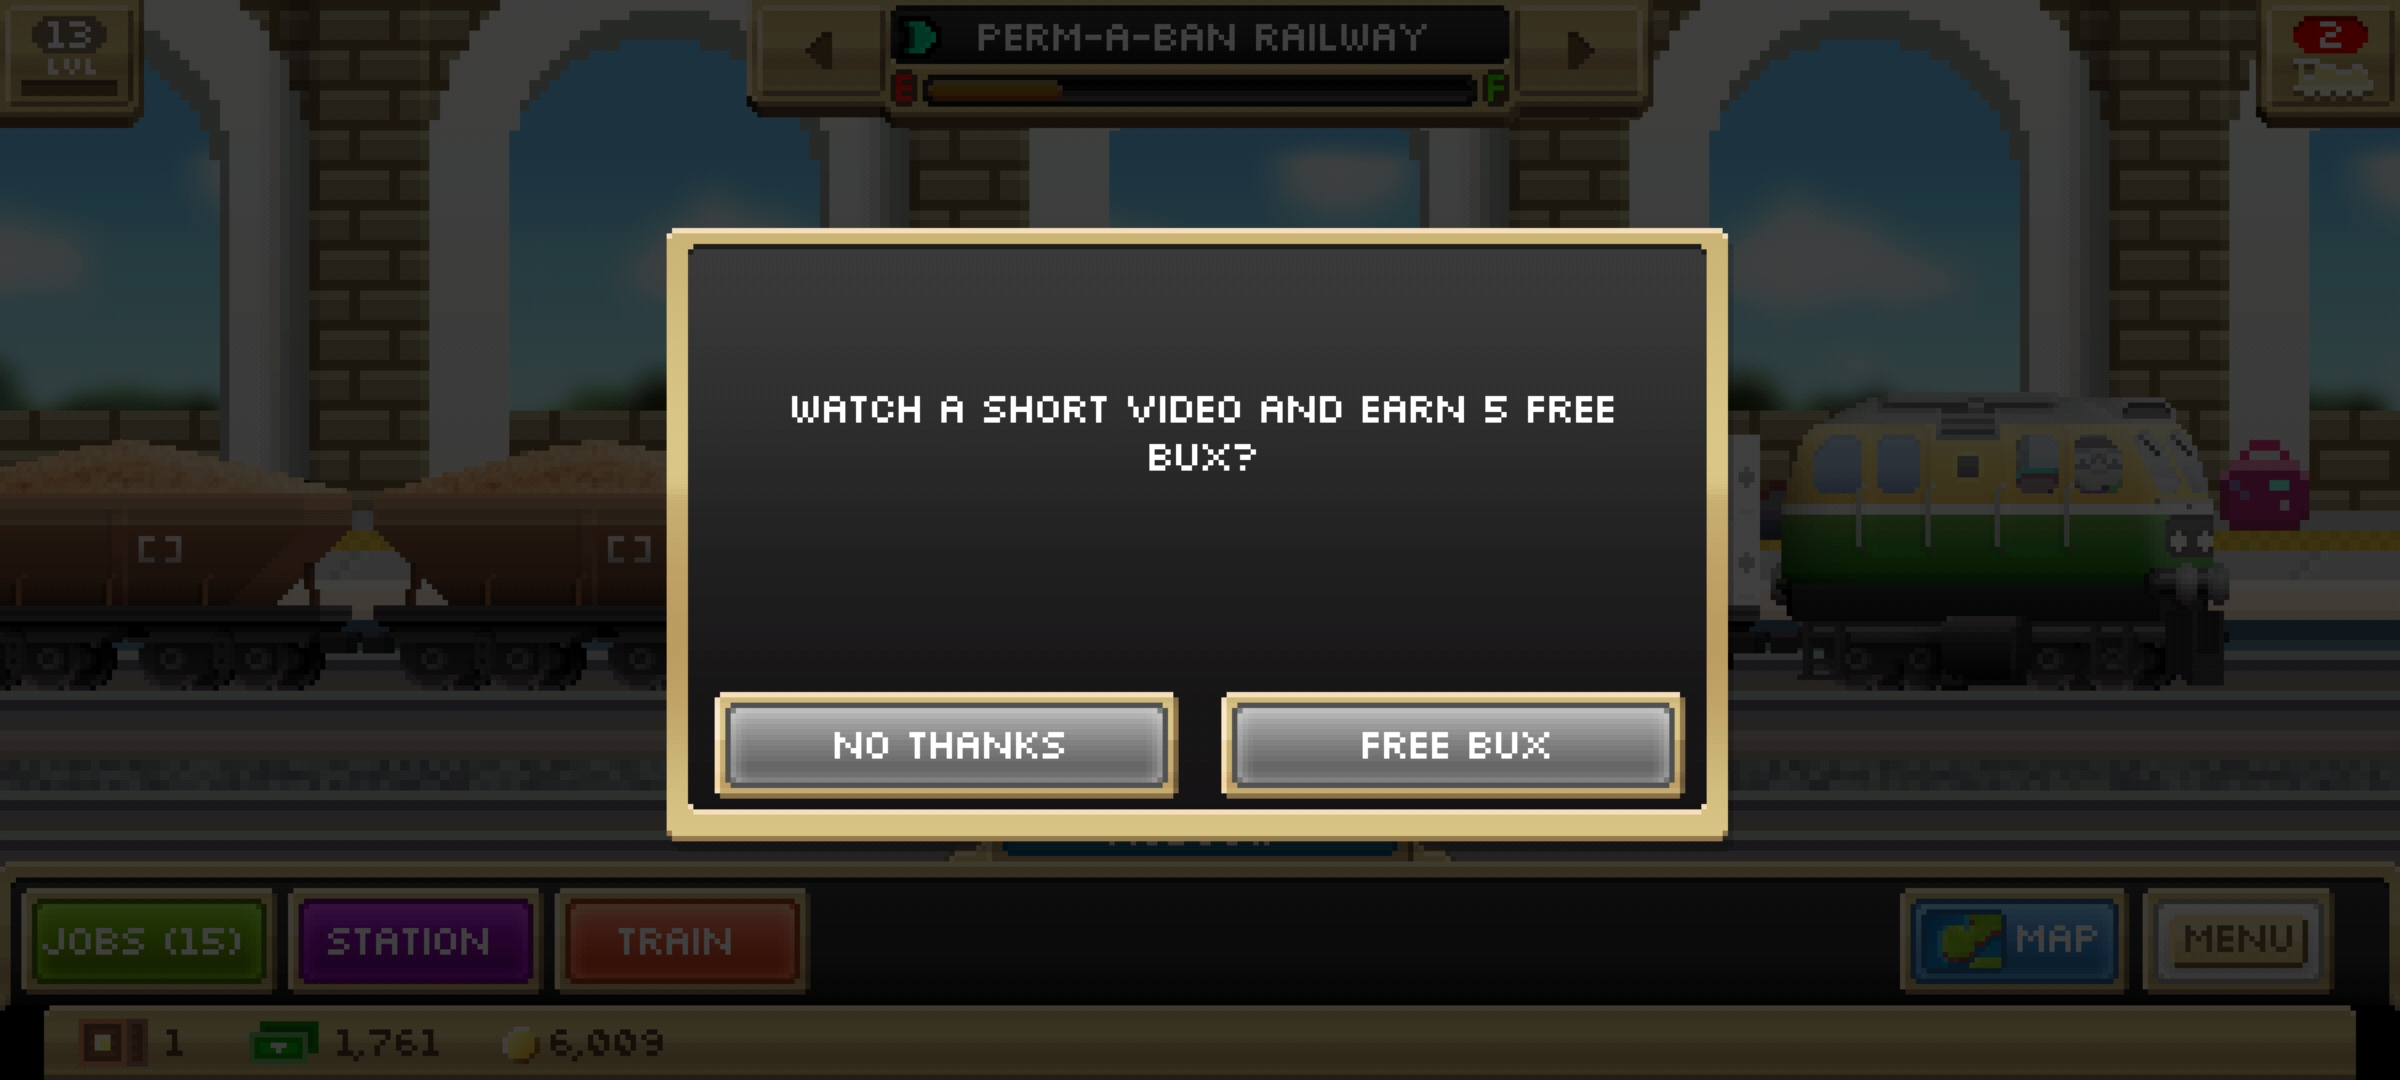 13
LVL
PERM-A-BAN RAILWAY
E F
2
WATCH A SHORT VIDEO AND EARN 5 FREE
BUX?
NO THANKS
FREE BUX
JOBS (15)
STATION
TRAIN
MAP
MENU
1
1,761
6,009